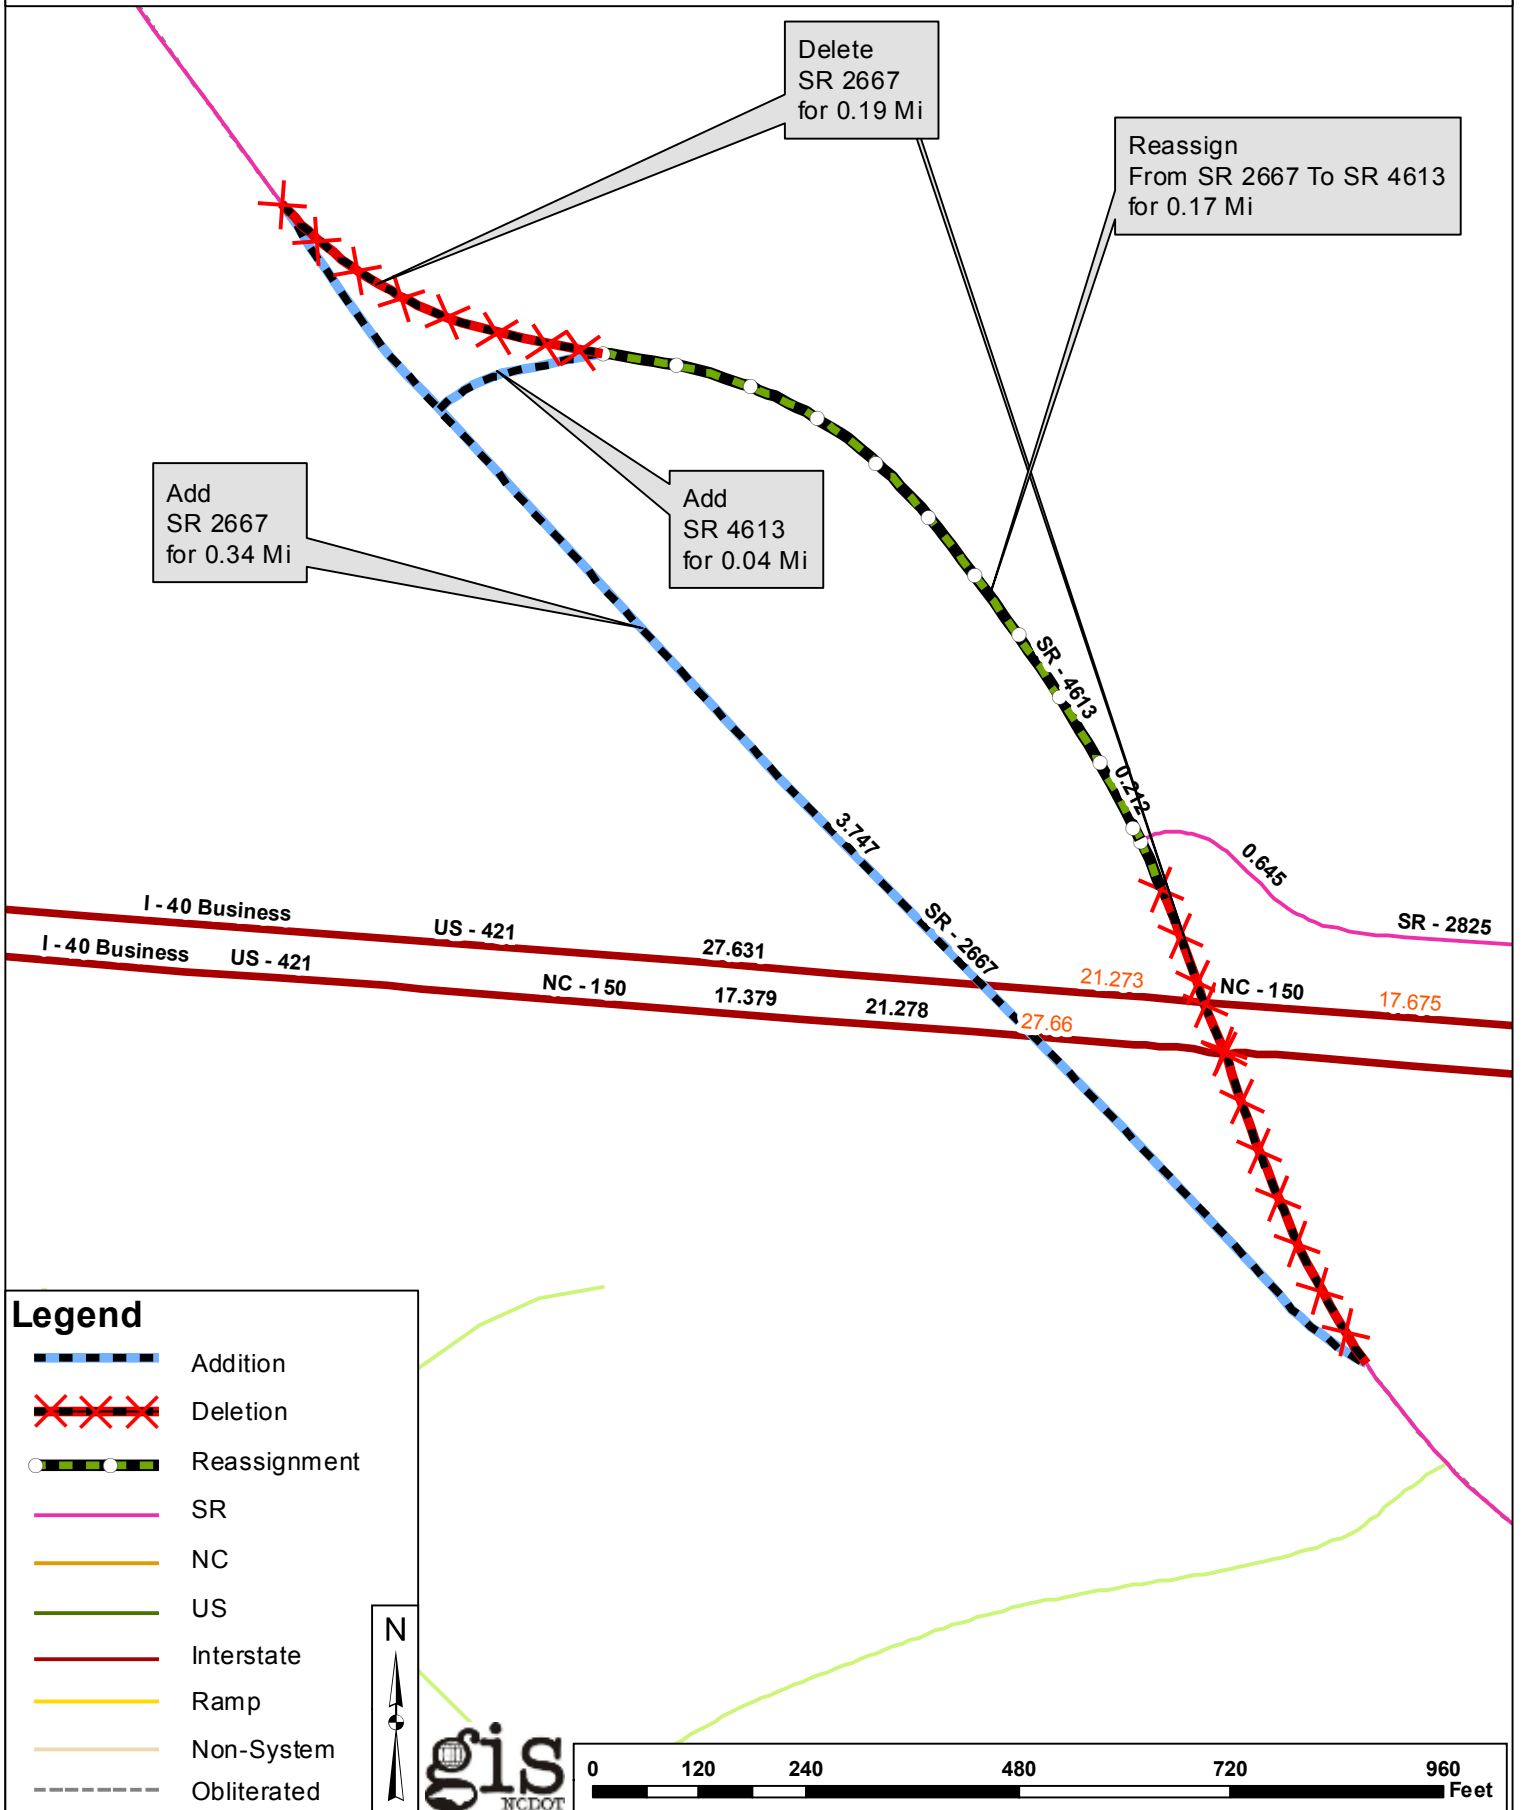 Delete
SR 2667
for 0.19 Mi
Reassign
From SR 2667 To SR 4613
for 0.17 Mi
Add
SR 2667
for 0.34 Mi
Add
SR 4613
for 0.04 Mi
SR - 4613
0.212
3.747
0.645
SR - 2825
I - 40 Business
US - 421
27.631
SR - 2667
21.273
NC - 150
17.675
I - 40 Business
US - 421
NC - 150
17.379
21.278
27.66
Legend
Addition
Deletion
Reassignment
SR
NC
US
Interstate
Ramp
Non-System
Obliterated
N
gis
NCDOT
0 120 240 480 720 960
Feet